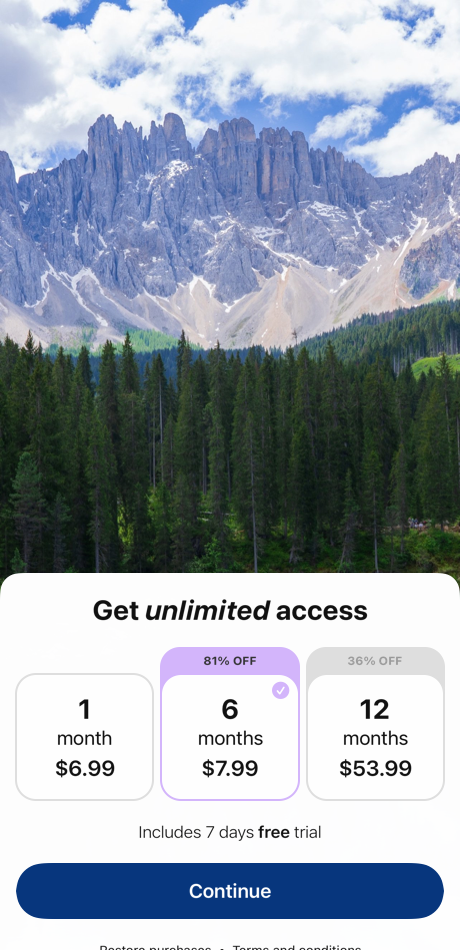 Get unlimited access
81% OFF
36% OFF
1
month
$6.99
6
months
$7.99
12
months
$53.99
Includes 7 days free trial
Continue
Restore purchases • Terms and conditions